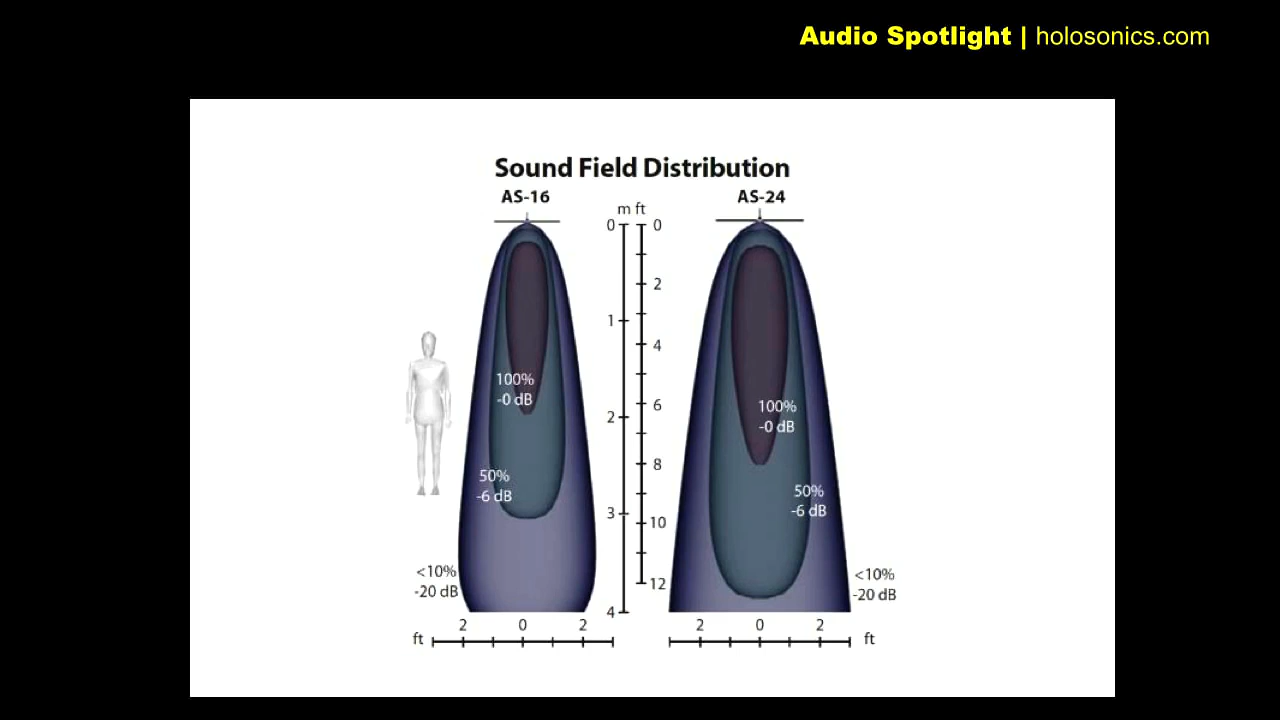 Audio Spotlight | holosonics.com
Sound Field Distribution
AS-16
AS-24
m ft
0 0
2
1
4
6
2
8
3
10
12
4
100%
-0 dB
50%
-6 dB
<10%
-20 dB
100%
-0 dB
50%
-6 dB
<10%
-20 dB
ft 2 0 2
2 0 2 ft